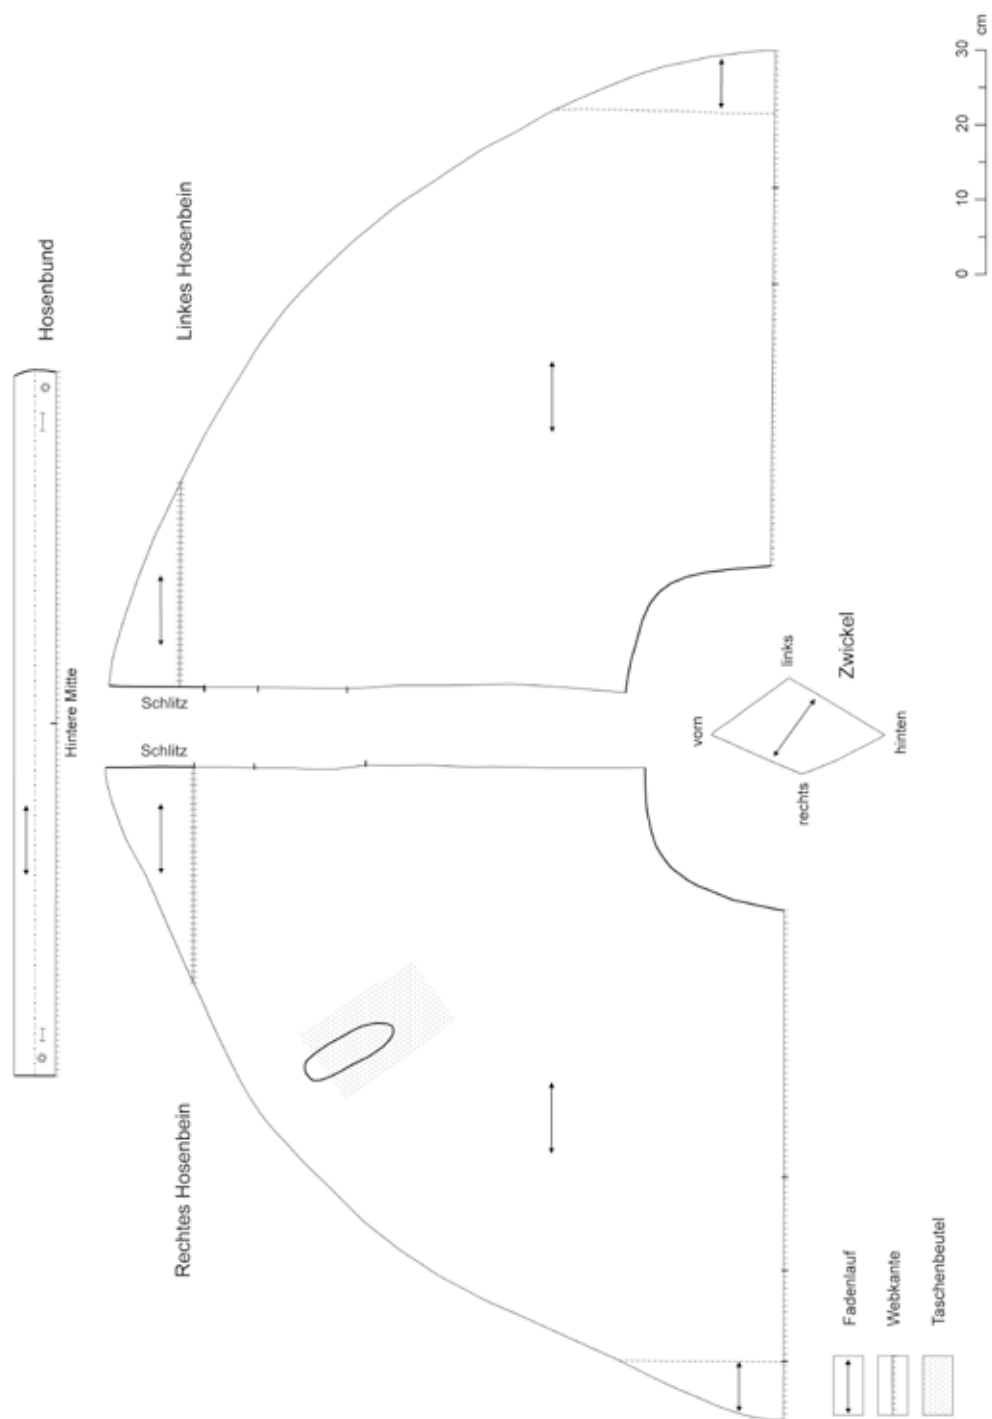 Hosenbund
Hintere Mitte
Linkes Hosenbein
Rechtes Hosenbein
Schlitz
Schlitz
vorn
links
rechts
hinten
Zwickel
Fadenlauf
Webkante
Taschenbeutel
0 10 20 30 cm